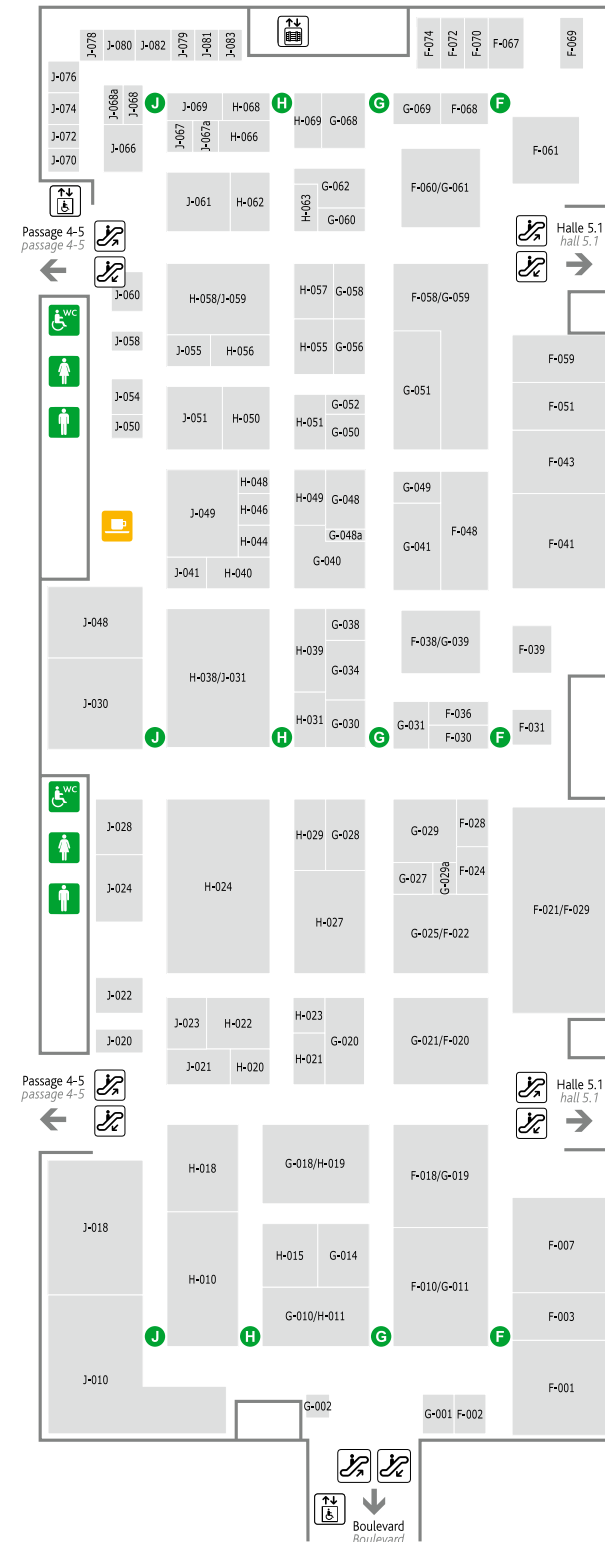 J-078
J-080
J-082
J-079
J-081
J-083
F-074
F-072
F-070
F-067
F-069
J-076
J-074
J-072
J-070
J-068a
J-068
J-066
J
J-069
H-068
J-067
J-067a
H-066
H
H-069
G-068
G
G-069
F-068
F
F-061
J-061
H-062
G-062
H-063
G-060
F-060/G-061
Passage 4-5
passage 4-5
Halle 5.1
hall 5.1
J-060
H-058/J-059
H-057
G-058
F-058/G-059
WC
J-058
J-055
H-056
H-055
G-056
F-059
J-054
J-050
J-051
H-050
H-051
G-052
G-050
G-051
F-051
F-043
J-049
H-048
H-046
H-044
H-049
G-048
G-048a
G-040
G-049
G-041
F-048
F-041
J-041
H-040
J-048
J-030
H-038/J-031
H-039
G-038
G-034
H-031
G-030
F-038/G-039
F-039
J
H
G
G-031
F-036
F-030
F
F-031
WC
J-028
J-024
H-024
H-029
G-028
H-027
G-029
F-028
G-027
G-029a
F-024
G-025/F-022
F-021/F-029
J-022
J-020
J-023
H-022
J-021
H-020
H-023
H-021
G-020
G-021/F-020
Passage 4-5
passage 4-5
Halle 5.1
hall 5.1
J-018
H-018
G-018/H-019
F-018/G-019
H-010
H-015
G-014
G-010/H-011
F-010/G-011
F-007
F-003
F-001
J
H
G
F
J-010
G-002
G-001
F-002
Boulevard
Boulevard